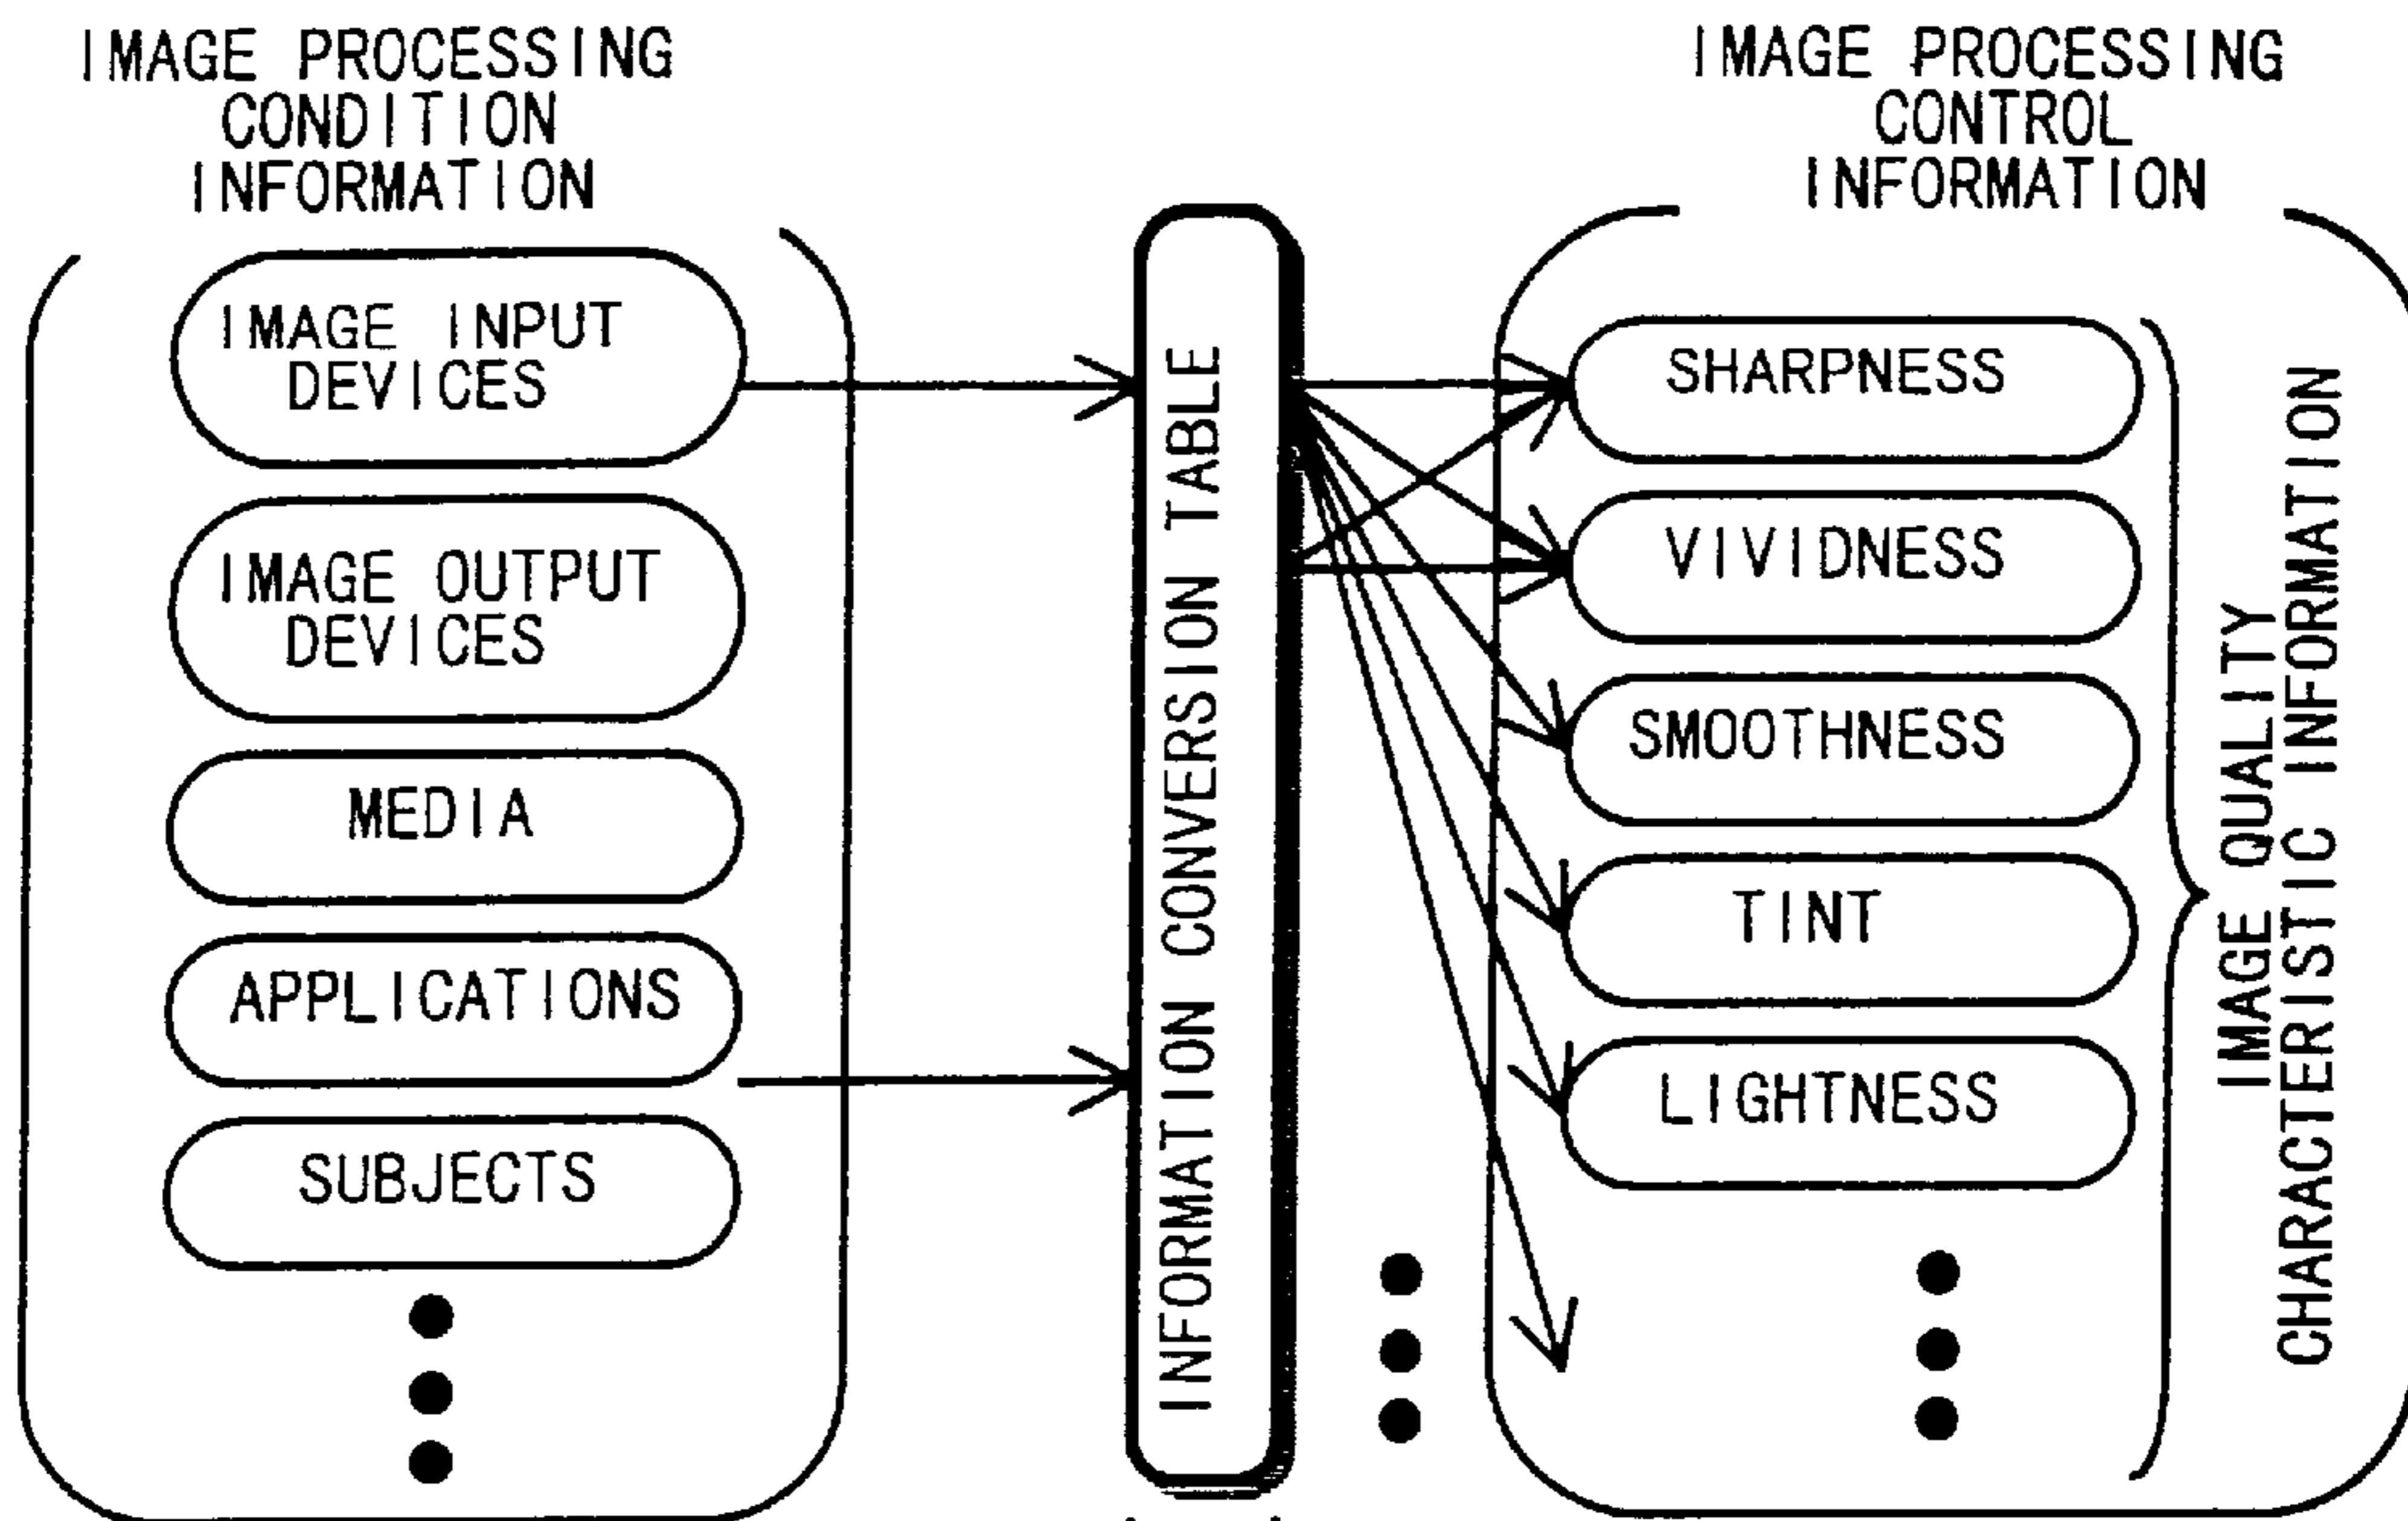 IMAGE PROCESSING
CONDITION
INFORMATION
IMAGE INPUT
DEVICES
IMAGE OUTPUT
DEVICES
MEDIA
APPLICATIONS
SUBJECTS
INFORMATION CONVERSION TABLE
IMAGE PROCESSING
CONTROL
INFORMATION
SHARPNESS
VIVIDNESS
SMOOTHNESS
TINT
LIGHTNESS
IMAGE QUALITY
CHARACTERISTIC INFORMATION